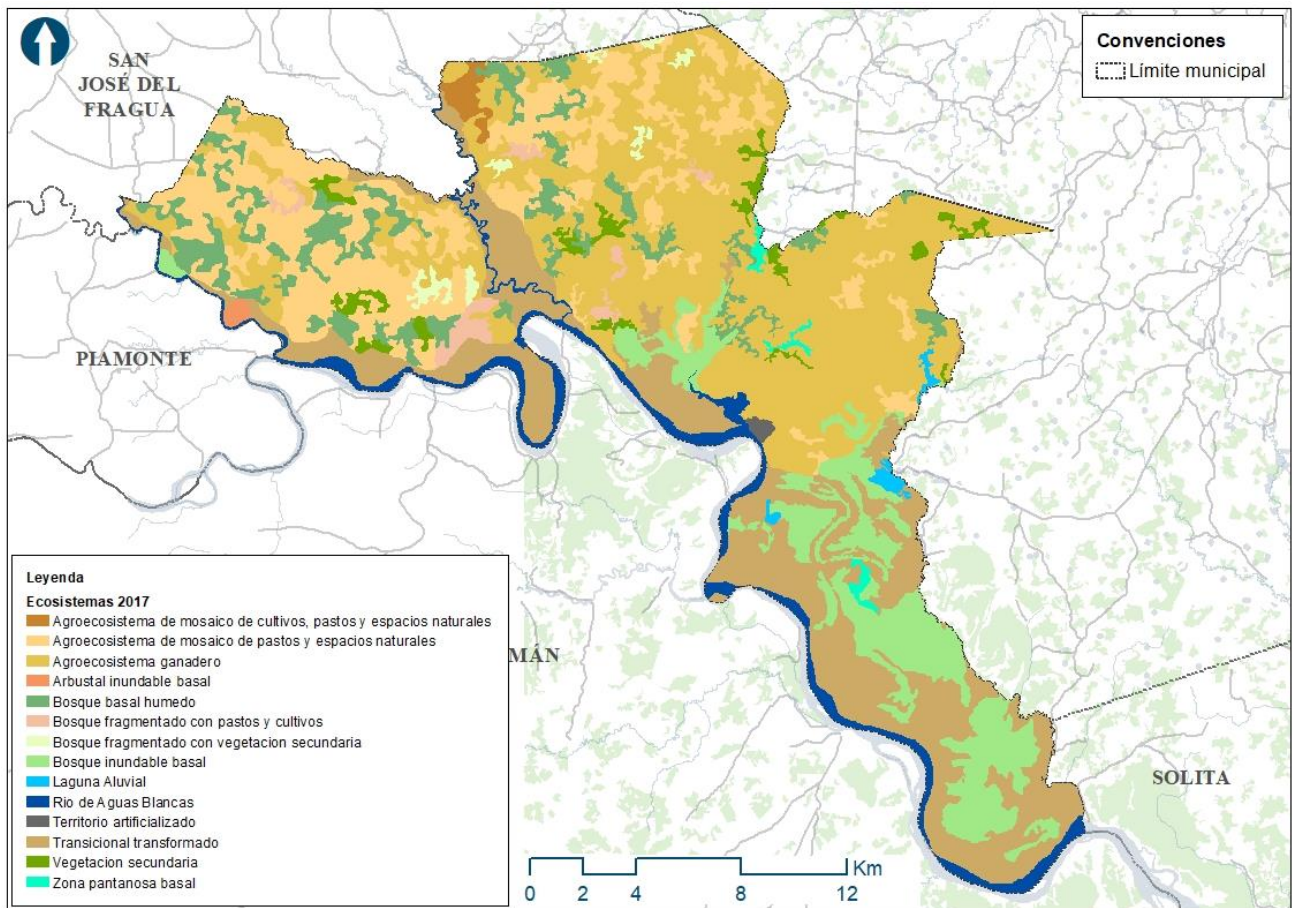 SAN
JOSÉ DEL
FRAGUA
Convenciones
Límite municipal
PIAMONTE
MÁN
SOLITA
Leyenda
Ecosistemas 2017
Agroecosistema de mosaico de cultivos, pastos y espacios naturales
Agroecosistema de mosaico de pastos y espacios naturales
Agroecosistema ganadero
Arbustal inundable basal
Bosque basal humedo
Bosque fragmentado con pastos y cultivos
Bosque fragmentado con vegetacion secundaria
Bosque inundable basal
Laguna Aluvial
Rio de Aguas Blancas
Territorio artificializado
Transicional transformado
Vegetacion secundaria
Zona pantanosa basal
Km
0 2 4 8 12